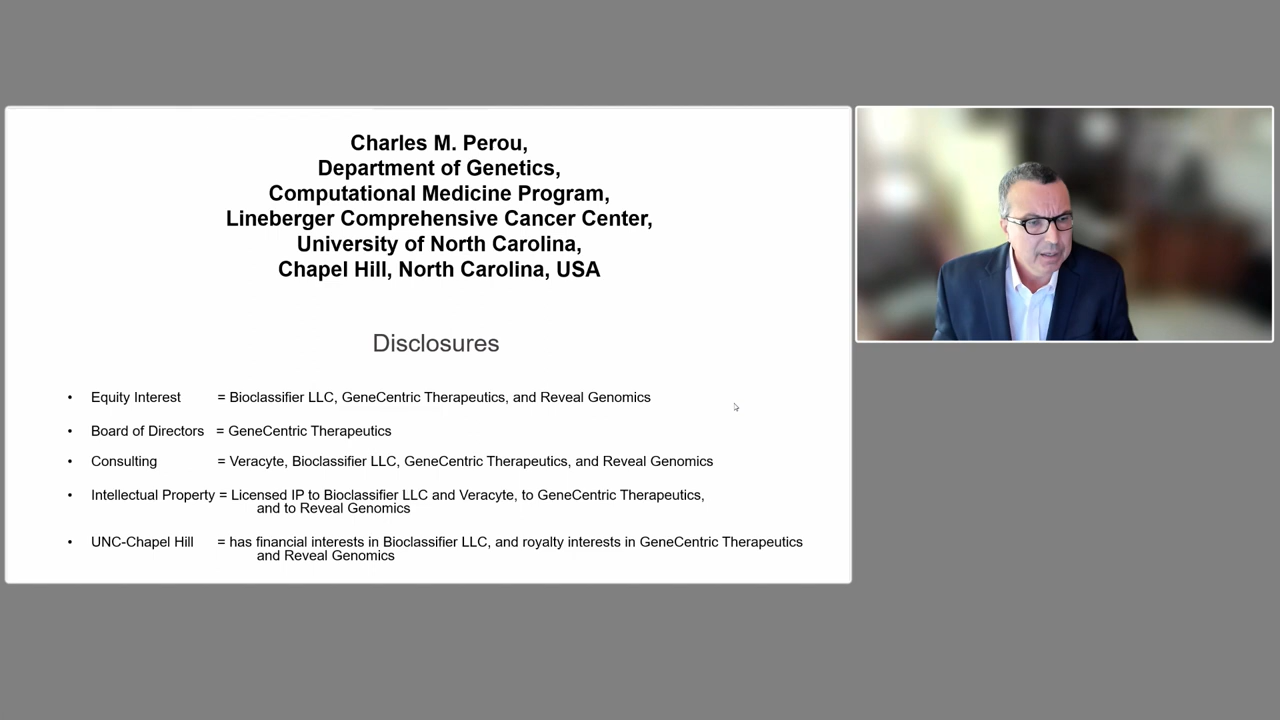 Charles M. Perou,
Department of Genetics,
Computational Medicine Program,
Lineberger Comprehensive Cancer Center,
University of North Carolina,
Chapel Hill, North Carolina, USA
Disclosures
• Equity Interest = Bioclassifier LLC, GeneCentric Therapeutics, and Reveal Genomics
• Board of Directors = GeneCentric Therapeutics
• Consulting = Veracyte, Bioclassifier LLC, GeneCentric Therapeutics, and Reveal Genomics
• Intellectual Property = Licensed IP to Bioclassifier LLC and Veracyte, to GeneCentric Therapeutics,
and to Reveal Genomics
• UNC-Chapel Hill = has financial interests in Bioclassifier LLC, and royalty interests in GeneCentric Therapeutics
and Reveal Genomics